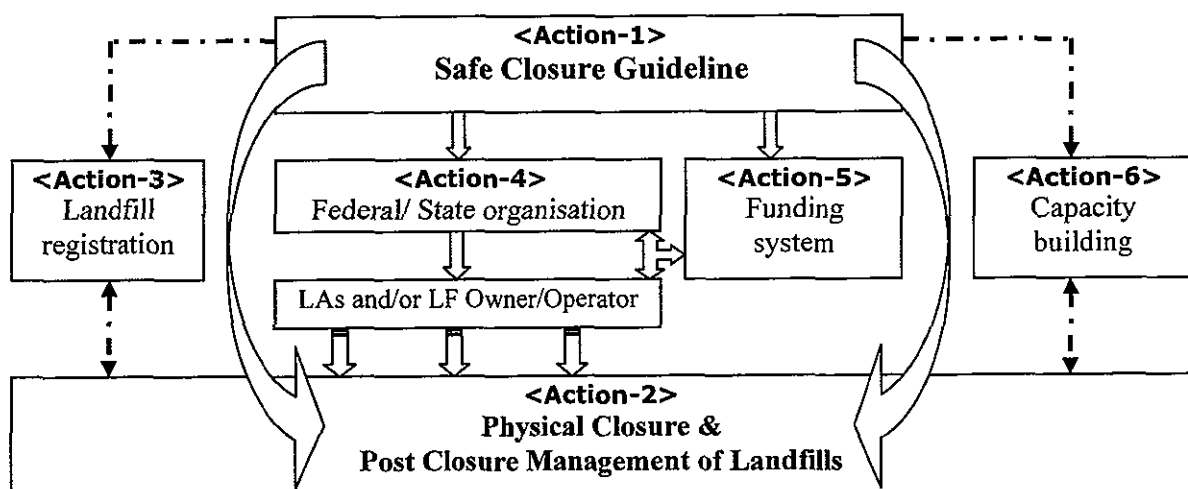 <Action-1>
Safe Closure Guideline
<Action-3>
Landfill
registration
<Action-4>
Federal/ State organisation
<Action-5>
Funding
system
<Action-6>
Capacity
building
LAs and/or LF Owner/Operator
<Action-2>
Physical Closure &
Post Closure Management of Landfills